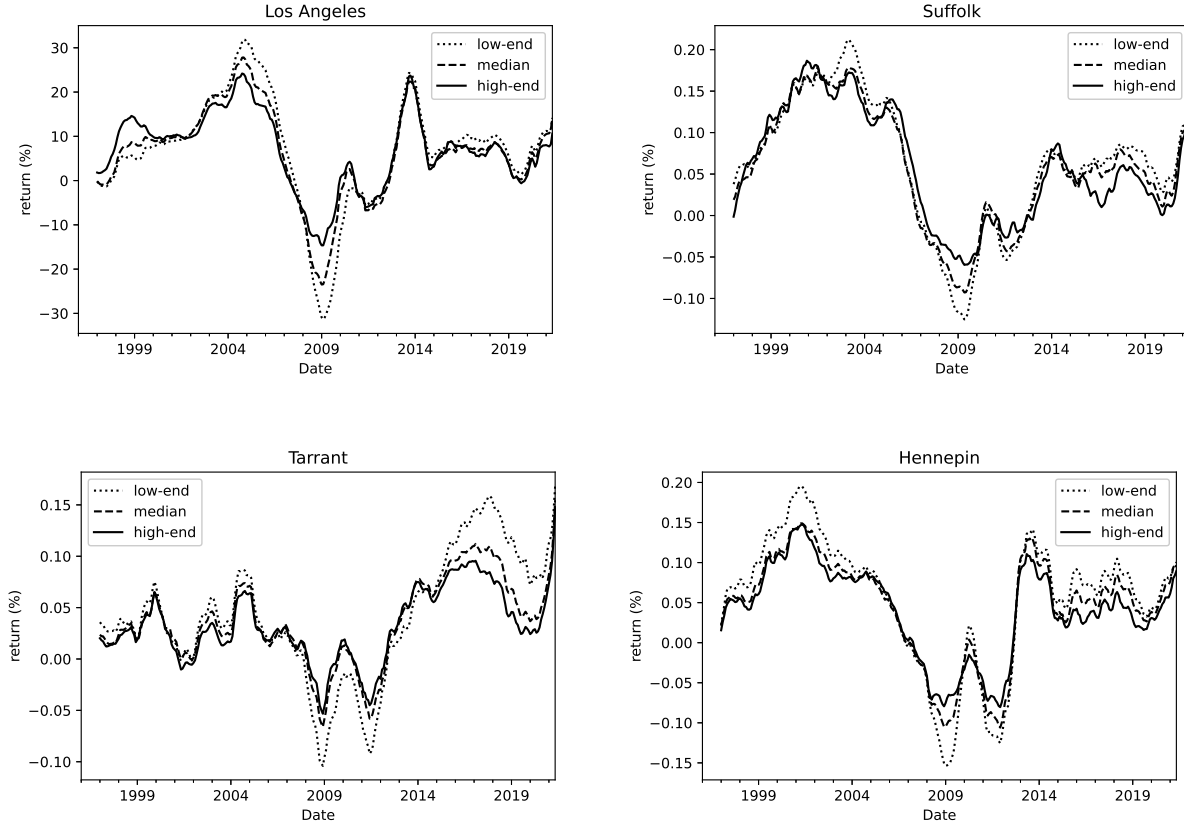 Los Angeles
return (%)
30
20
10
0
−10
−20
−30
low-end
median
high-end
1999 2004 2009 2014 2019
Date
Suffolk
return (%)
0.20
0.15
0.10
0.05
0.00
−0.05
−0.10
low-end
median
high-end
1999 2004 2009 2014 2019
Date
Tarrant
return (%)
0.15
0.10
0.05
0.00
−0.05
−0.10
low-end
median
high-end
1999 2004 2009 2014 2019
Date
Hennepin
return (%)
0.20
0.15
0.10
0.05
0.00
−0.05
−0.10
−0.15
low-end
median
high-end
1999 2004 2009 2014 2019
Date